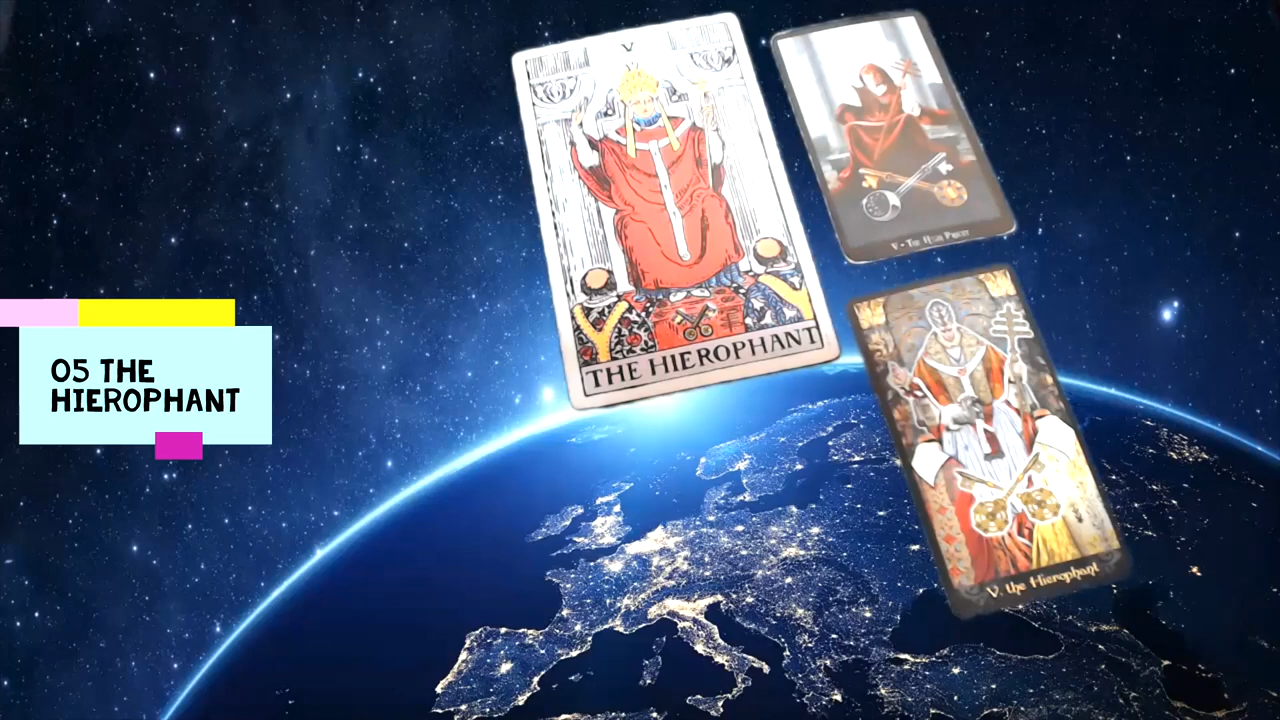 05 THE
HIEROPHANT
V
THE HIEROPHANT
V - The High Priest
V. the Hierophant